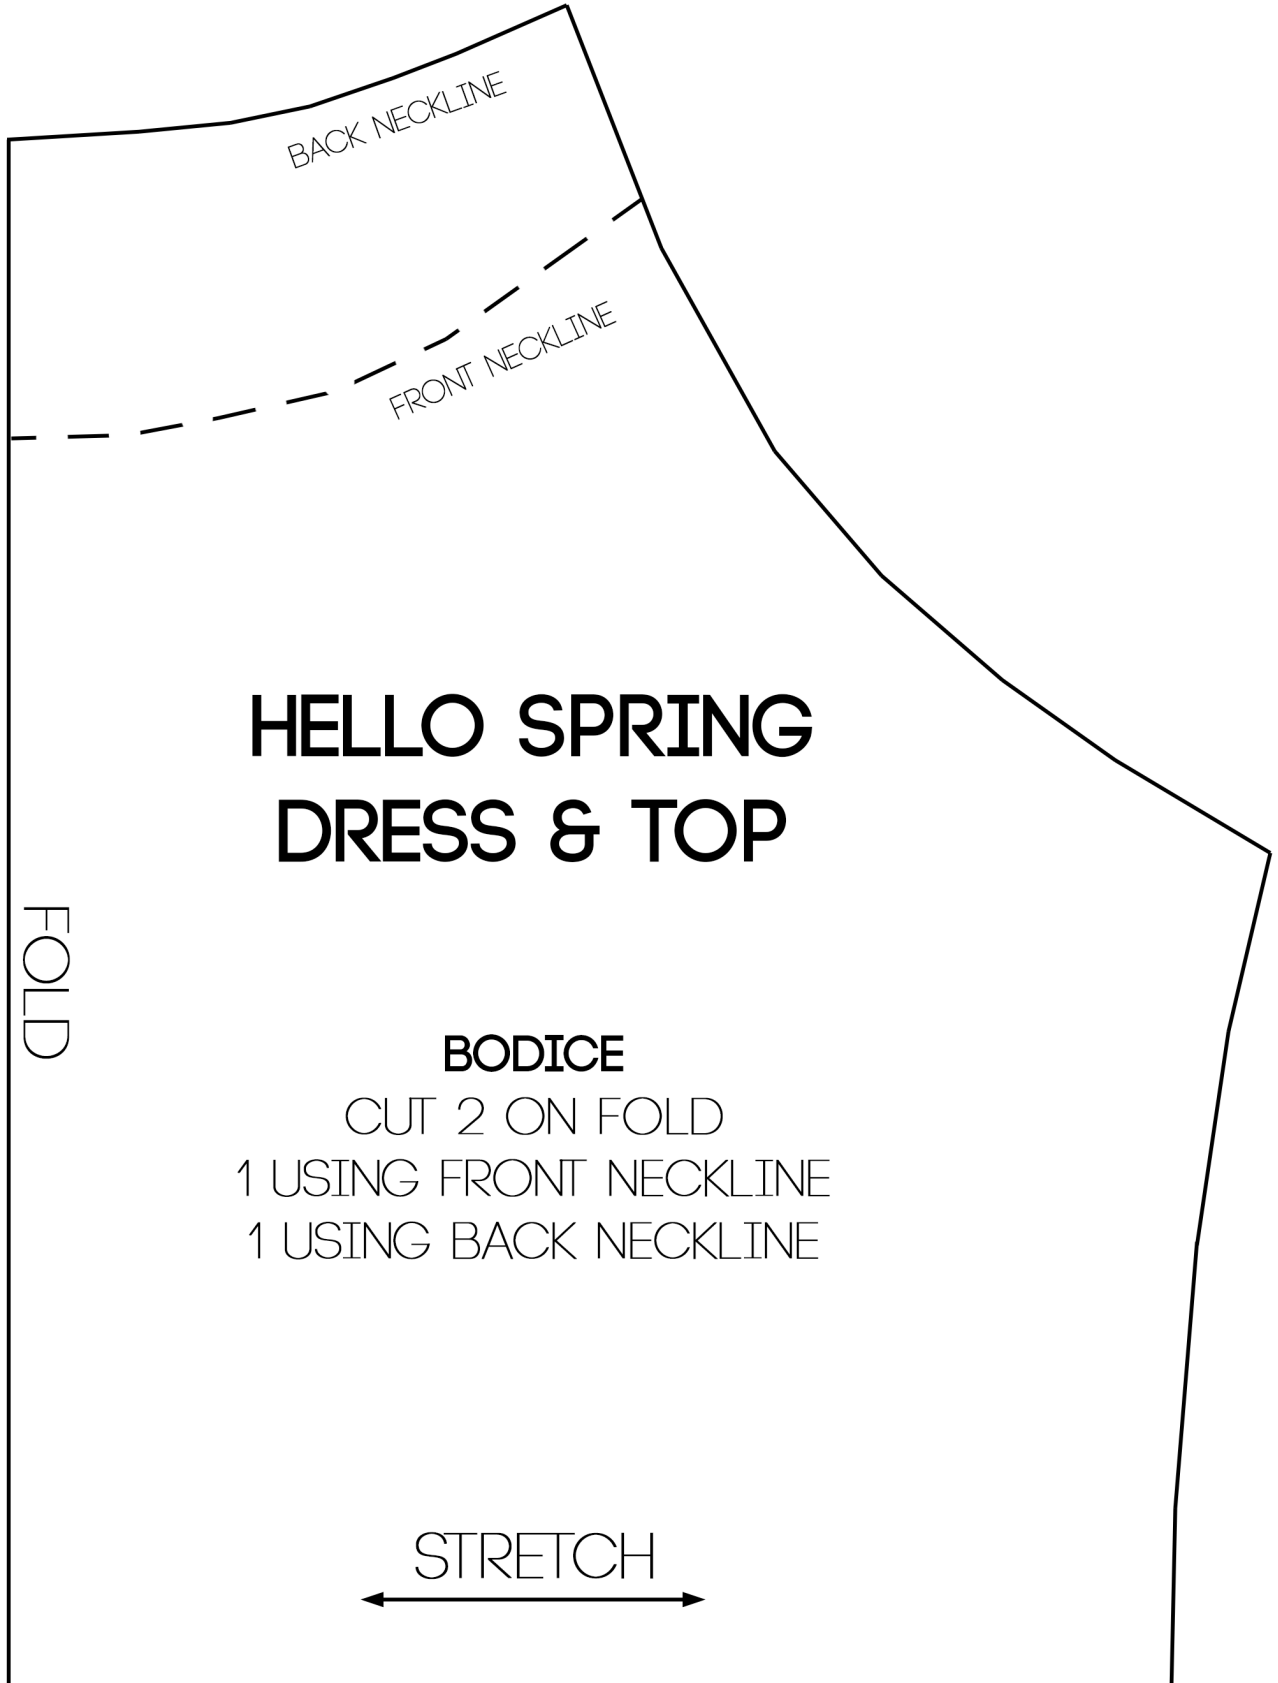 BACK NECKLINE
FRONT NECKLINE
HELLO SPRING
DRESS & TOP
FOLD
BODICE
CUT 2 ON FOLD
1 USING FRONT NECKLINE
1 USING BACK NECKLINE
STRETCH